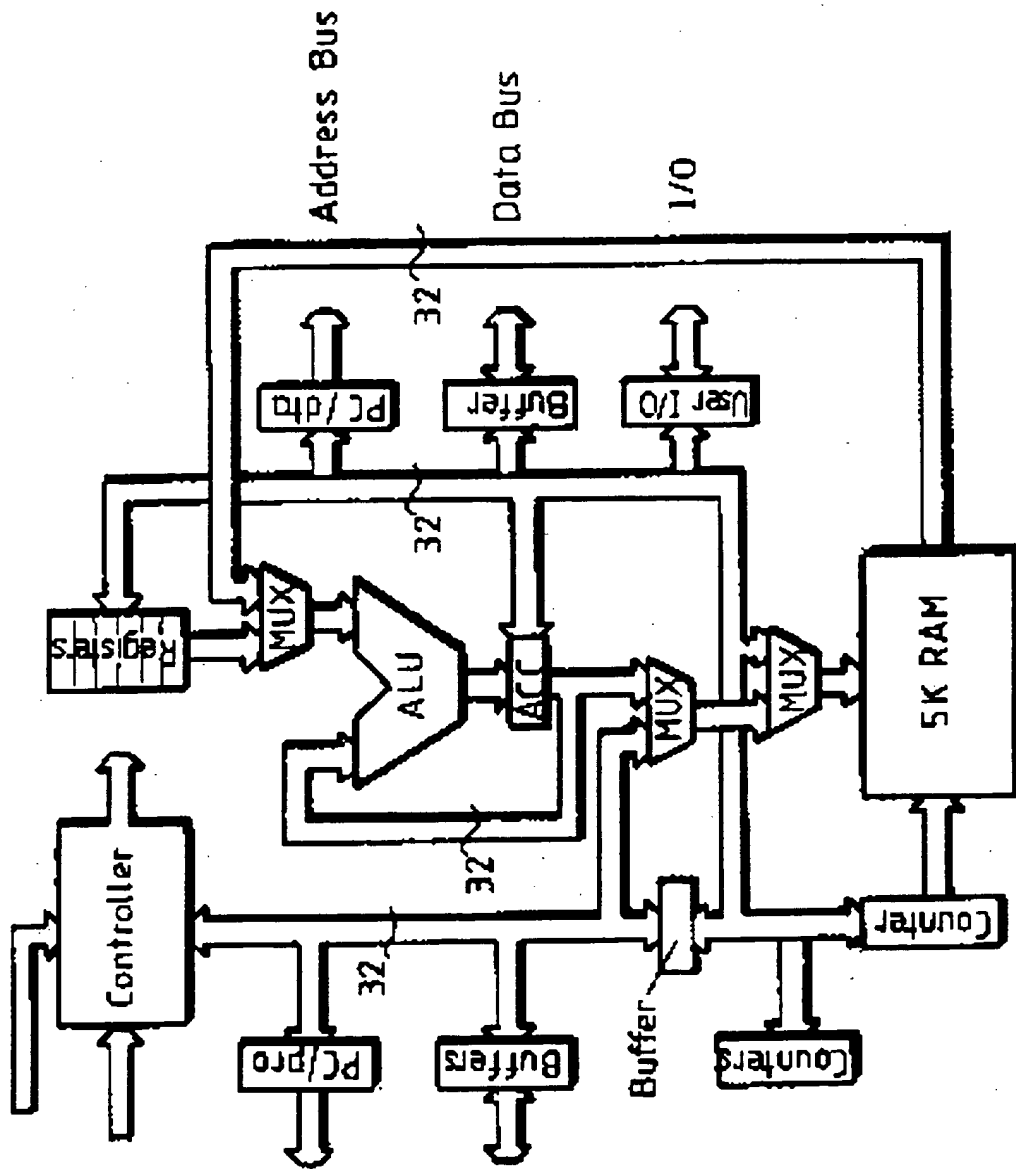 Address Bus
Data Bus
I/O
32
PC/dta
Buffer
User I/O
32
Registers
MUX
ALU
ACC
MUX
MUX
5K RAM
32
Controller
32
PC/pro
Buffers
Buffer
Counters
Counter